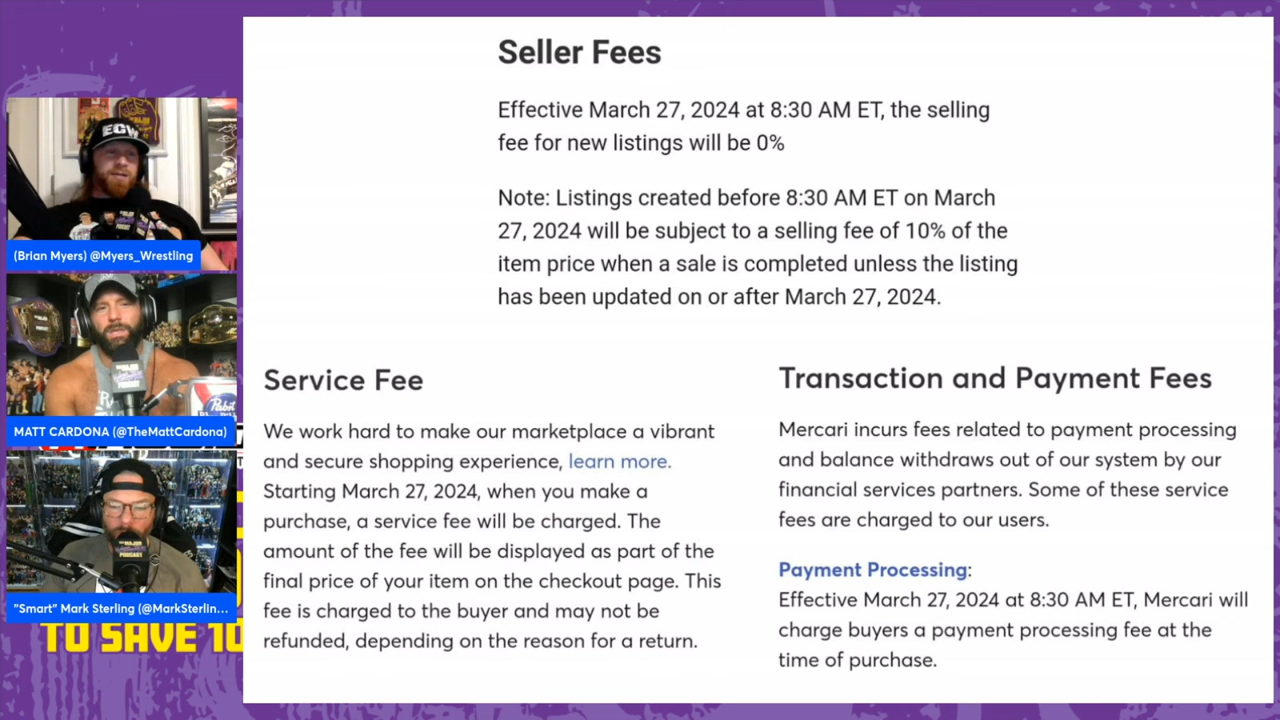 Seller Fees
Effective March 27, 2024 at 8:30 AM ET, the selling
fee for new listings will be 0%
Note: Listings created before 8:30 AM ET on March
27, 2024 will be subject to a selling fee of 10% of the
item price when a sale is completed unless the listing
has been updated on or after March 27, 2024.
Service Fee
We work hard to make our marketplace a vibrant
and secure shopping experience, learn more.
Starting March 27, 2024, when you make a
purchase, a service fee will be charged. The
amount of the fee will be displayed as part of the
final price of your item on the checkout page. This
fee is charged to the buyer and may not be
refunded, depending on the reason for a return.
Transaction and Payment Fees
Mercari incurs fees related to payment processing
and balance withdraws out of our system by our
financial services partners. Some of these service
fees are charged to our users.
Payment Processing:
Effective March 27, 2024 at 8:30 AM ET, Mercari will
charge buyers a payment processing fee at the
time of purchase.
ECW
(Brian Myers) @Myers_Wrestling
Pabst
MATT CARDONA (@TheMattCardona)
PODCAST
"Smart" Mark Sterling (@MarkSterlin...
TO SAVE 10